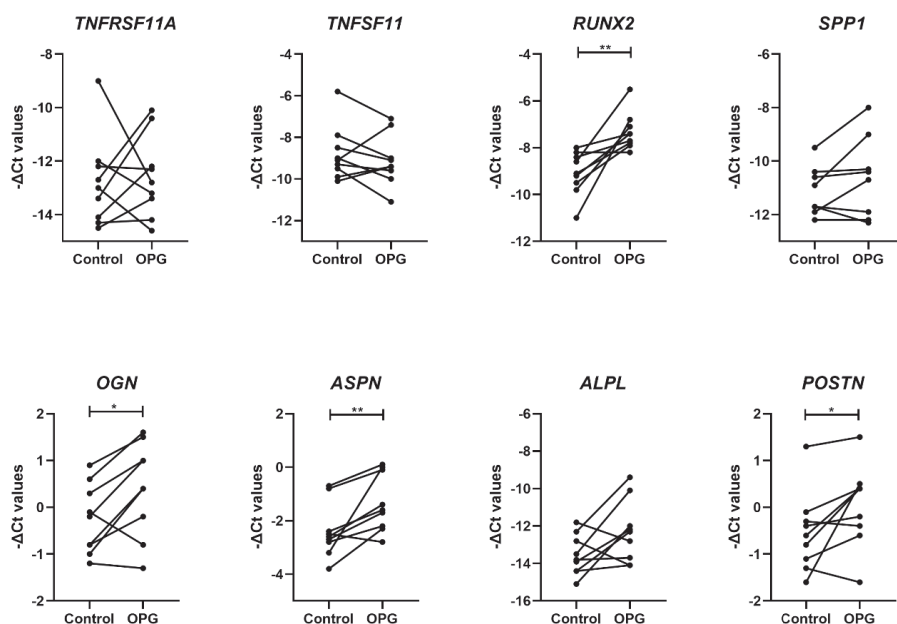 TNFRSF11A
-ΔCt values
-8
-10
-12
-14
Control OPG
TNFSF11
-ΔCt values
-4
-6
-8
-10
-12
Control OPG
RUNX2
**
-ΔCt values
-4
-6
-8
-10
-12
Control OPG
SPP1
-ΔCt values
-6
-8
-10
-12
Control OPG
OGN
*
-ΔCt values
2
1
0
-1
-2
Control OPG
ASPN
**
-ΔCt values
2
0
-2
-4
Control OPG
ALPL
-ΔCt values
-6
-8
-10
-12
-14
-16
Control OPG
POSTN
*
-ΔCt values
2
1
0
-1
-2
Control OPG